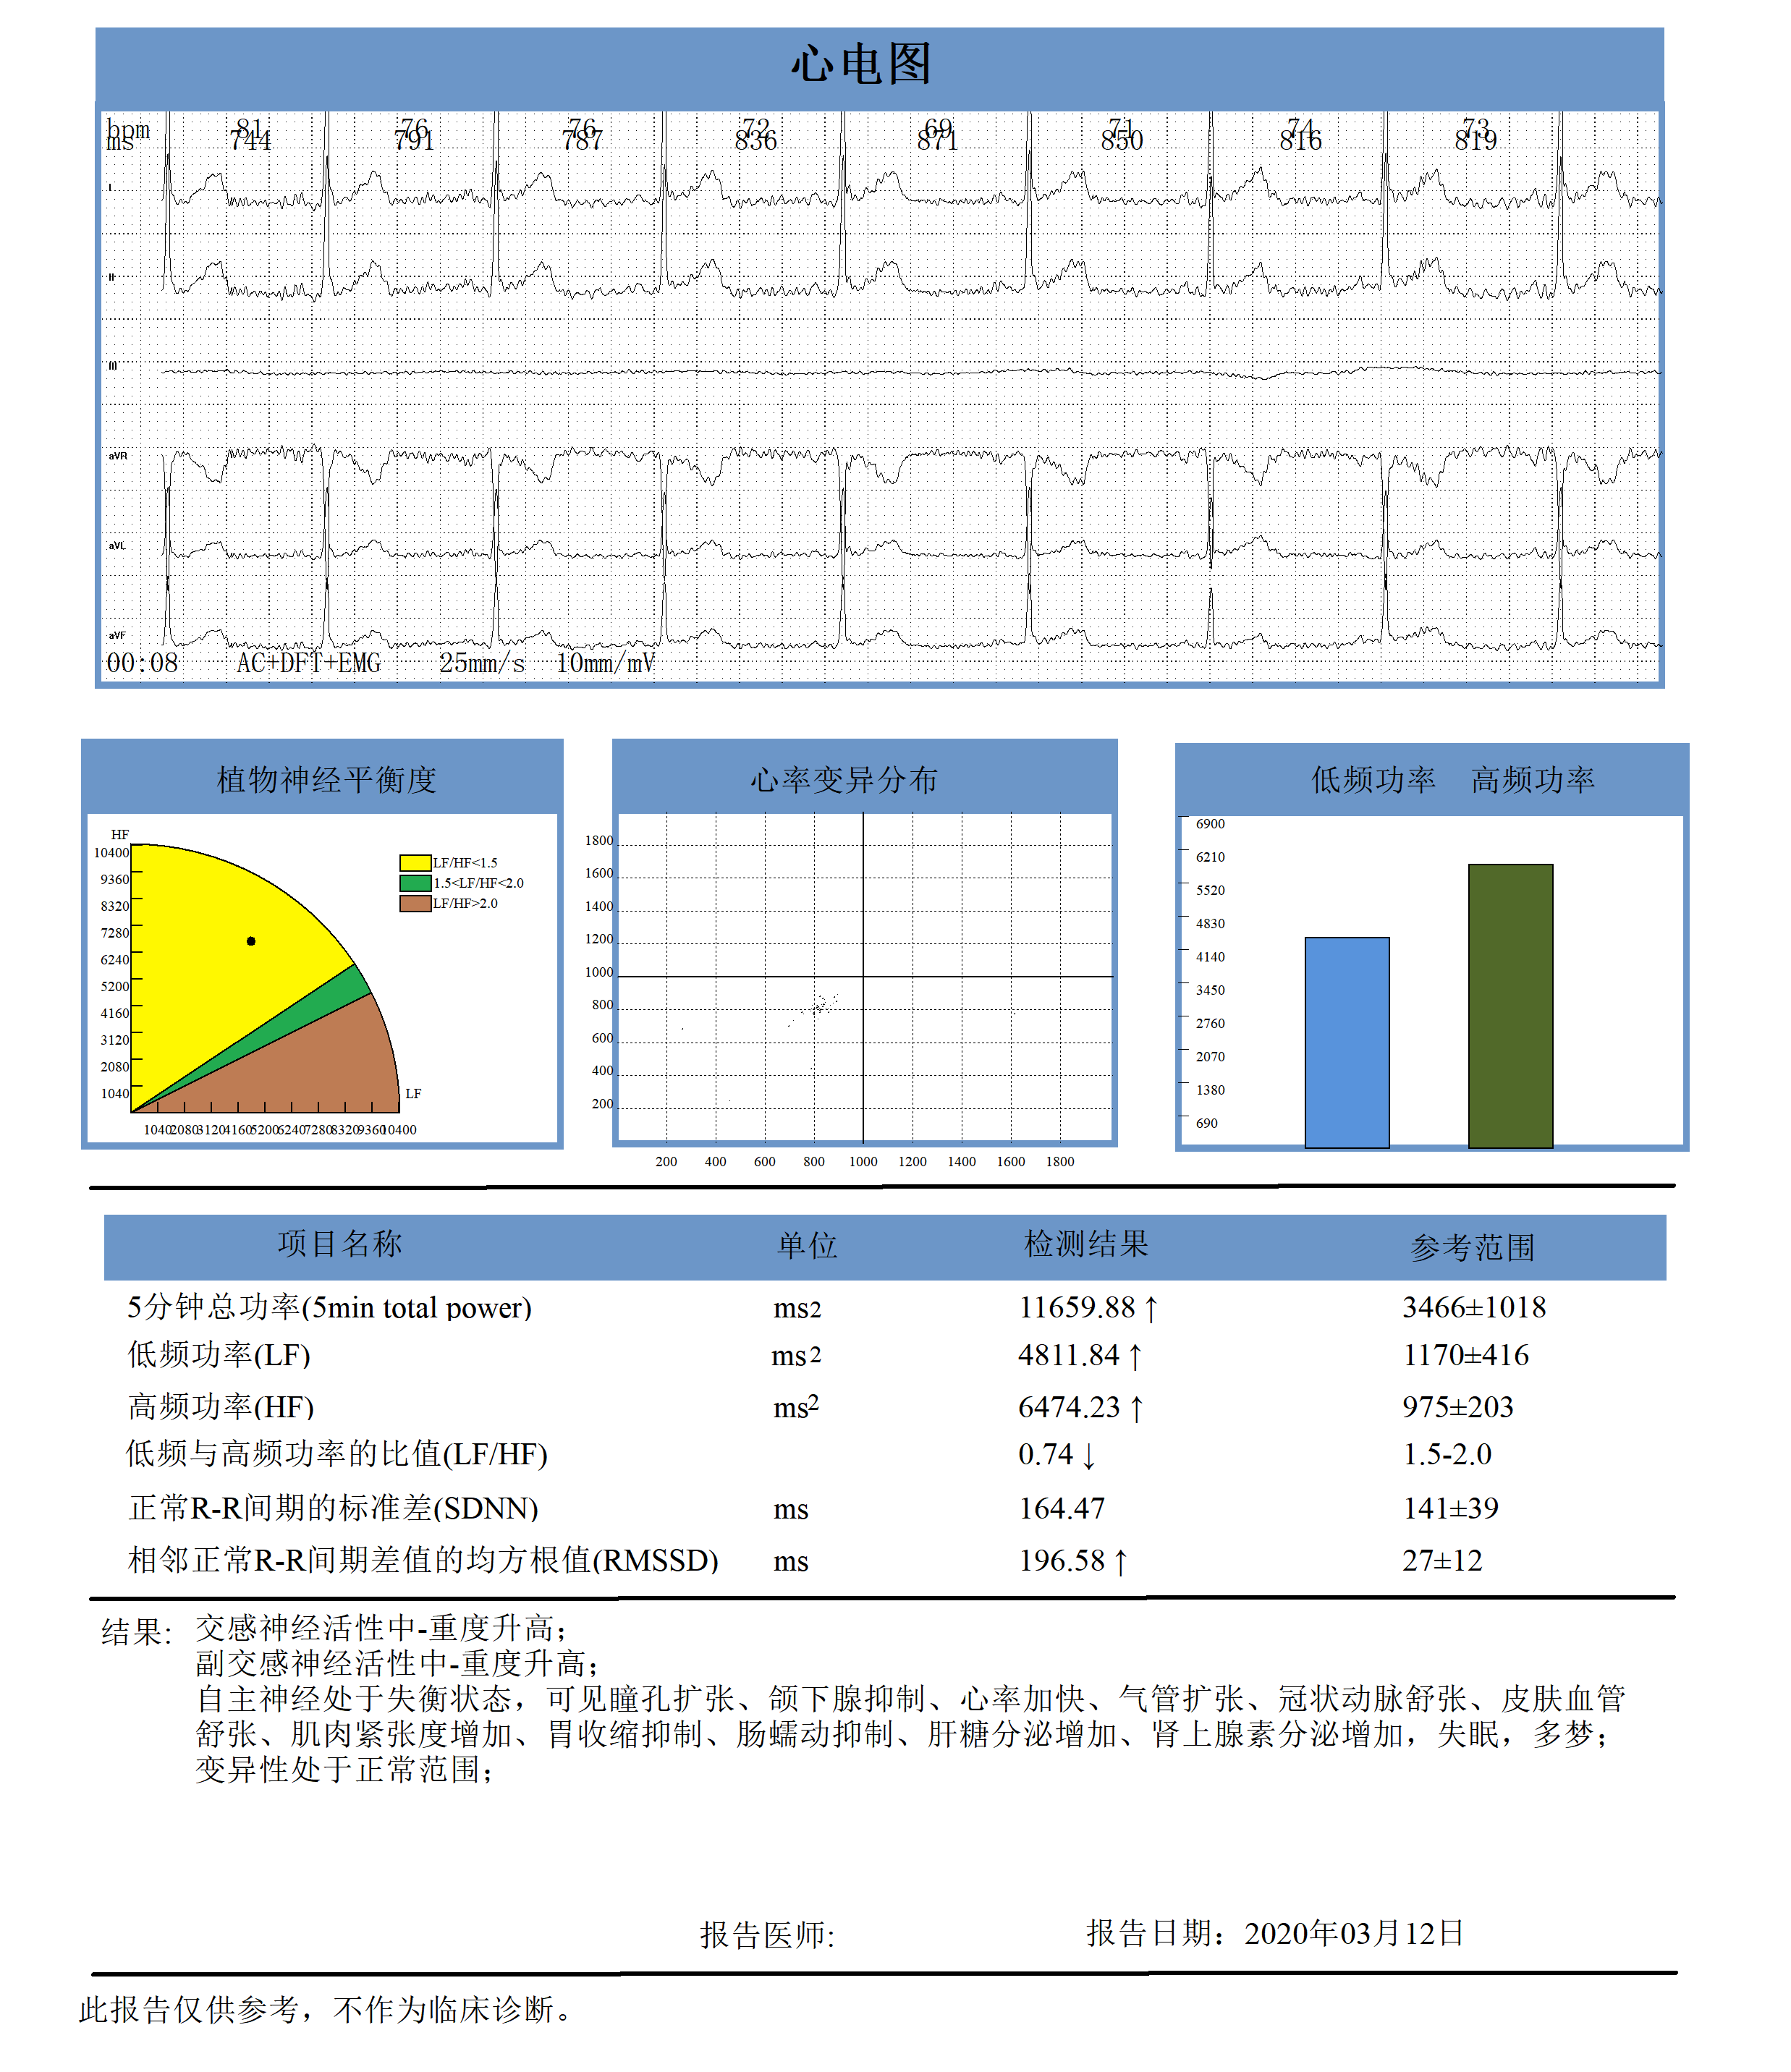 心电图
bpm 81 76 76 72 69 71 74 73
ms 744 791 787 836 871 850 816 819
I
II
III
aVR
aVL
aVF
00:08 AC+DFT+EMG 25mm/s 10mm/mV
植物神经平衡度
HF
10400
9360
8320
7280
6240
5200
4160
3120
2080
1040
LF
1040 2080 3120 4160 5200 6240 7280 8320 9360 10400
LF/HF<1.5
1.5<LF/HF<2.0
LF/HF>2.0
心率变异分布
1800
1600
1400
1200
1000
800
600
400
200
200 400 600 800 1000 1200 1400 1600 1800
低频功率 高频功率
6900
6210
5520
4830
4140
3450
2760
2070
1380
690
项目名称 单位 检测结果 参考范围
5分钟总功率(5min total power) ms2 11659.88↑ 3466±1018
低频功率(LF) ms2 4811.84↑ 1170±416
高频功率(HF) ms2 6474.23↑ 975±203
低频与高频功率的比值(LF/HF) 0.74↓ 1.5-2.0
正常R-R间期的标准差(SDNN) ms 164.47 141±39
相邻正常R-R间期差值的均方根值(RMSSD) ms 196.58↑ 27±12
结果: 交感神经活性中-重度升高；
副交感神经活性中-重度升高；
自主神经处于失衡状态，可见瞳孔扩张、颌下腺抑制、心率加快、气管扩张、冠状动脉舒张、皮肤血管
舒张、肌肉紧张度增加、胃收缩抑制、肠蠕动抑制、肝糖分泌增加、肾上腺素分泌增加，失眠，多梦；
变异性处于正常范围；
报告医师: 报告日期：2020年03月12日
此报告仅供参考，不作为临床诊断。